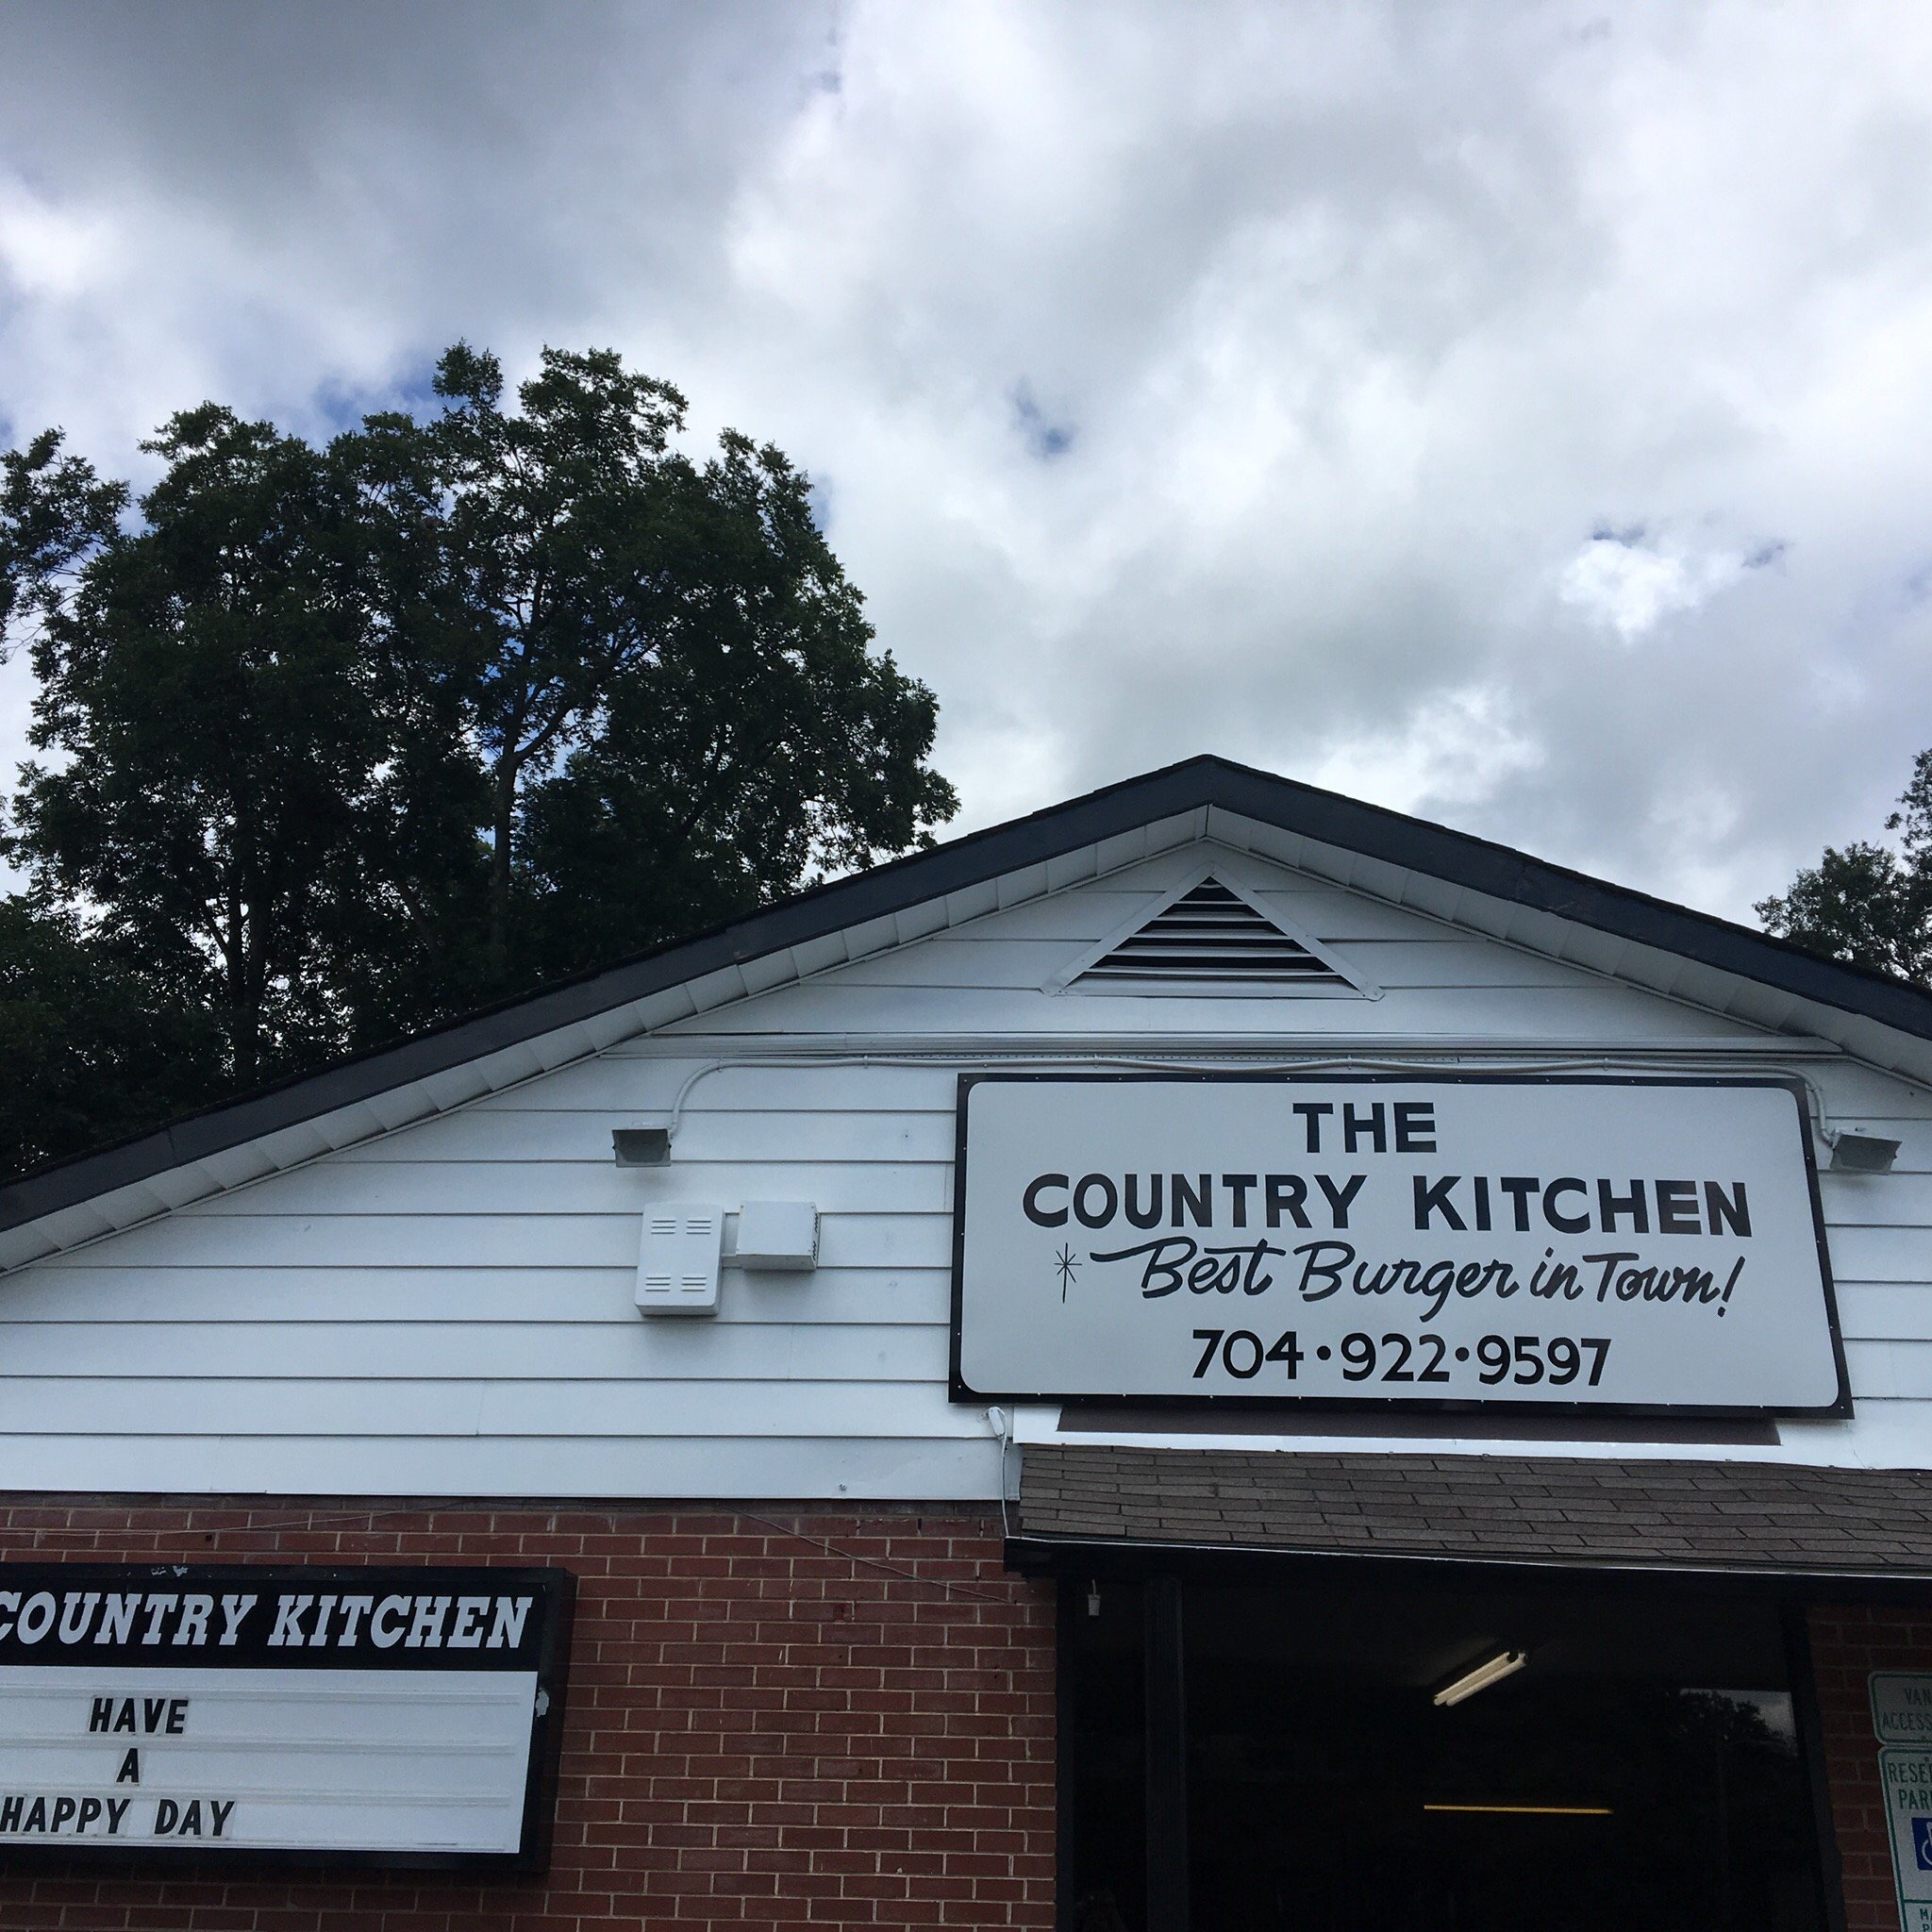 THE
COUNTRY KITCHEN
Best Burger in Town!
704•922•9597
COUNTRY KITCHEN
HAVE
A
HAPPY DAY